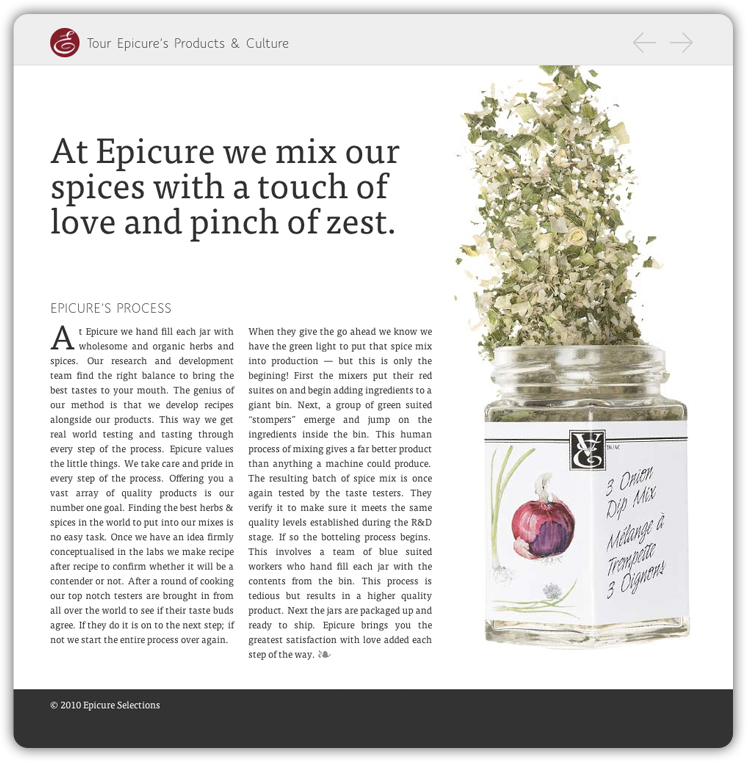 Tour Epicure's Products & Culture
At Epicure we mix our
spices with a touch of
love and pinch of zest.
EPICURE'S PROCESS
At Epicure we hand fill each jar with
wholesome and organic herbs and
spices. Our research and development
team find the right balance to bring the
best tastes to your mouth. The genius of
our method is that we develop recipes
alongside our products. This way we get
real world testing and tasting through
every step of the process. Epicure values
the little things. We take care and pride in
every step of the process. Offering you a
vast array of quality products is our
number one goal. Finding the best herbs &
spices in the world to put into our mixes is
no easy task. Once we have an idea firmly
conceptualised in the labs we make recipe
after recipe to confirm whether it will be a
contender or not. After a round of cooking
our top notch testers are brought in from
all over the world to see if their taste buds
agree. If they do it is on to the next step; if
not we start the entire process over again.
When they give the go ahead we know we
have the green light to put that spice mix
into production — but this is only the
begining! First the mixers put their red
suites on and begin adding ingredients to a
giant bin. Next, a group of green suited
"stompers" emerge and jump on the
ingredients inside the bin. This human
process of mixing gives a far better product
than anything a machine could produce.
The resulting batch of spice mix is once
again tested by the taste testers. They
verify it to make sure it meets the same
quality levels established during the R&D
stage. If so the botteling process begins.
This involves a team of blue suited
workers who hand fill each jar with the
contents from the bin. This process is
tedious but results in a higher quality
product. Next the jars are packaged up and
ready to ship. Epicure brings you the
greatest satisfaction with love added each
step of the way.
3 Onion
Dip Mix
Mélange à
Trempette
3 Oignons
© 2010 Epicure Selections